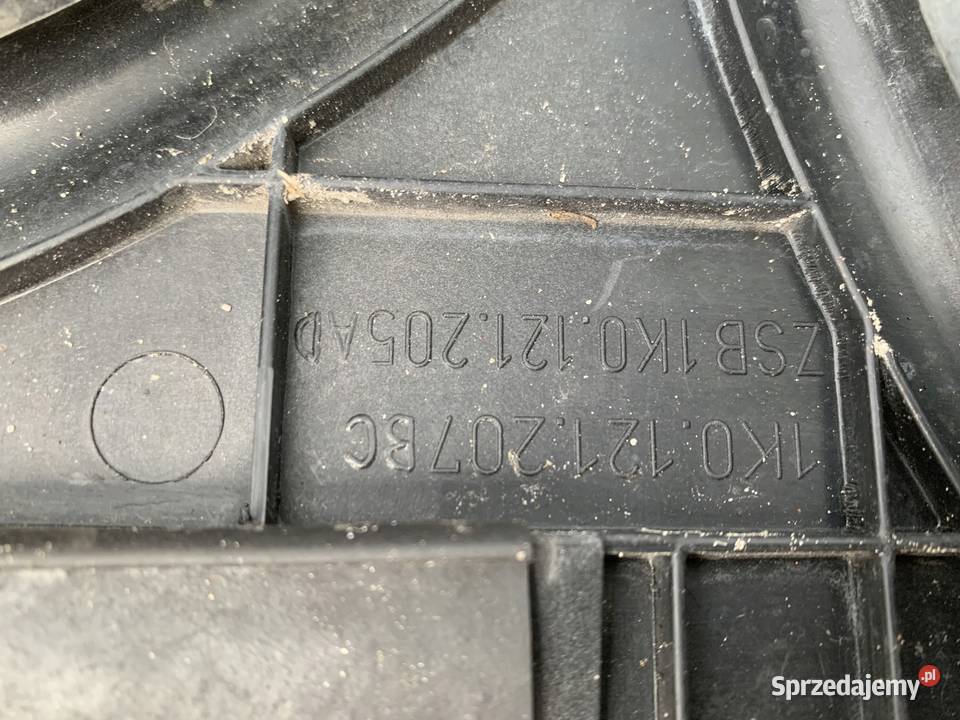 1K0.121.207BC
ZSB 1K0.121.205AD
Sprzedajemy.pl